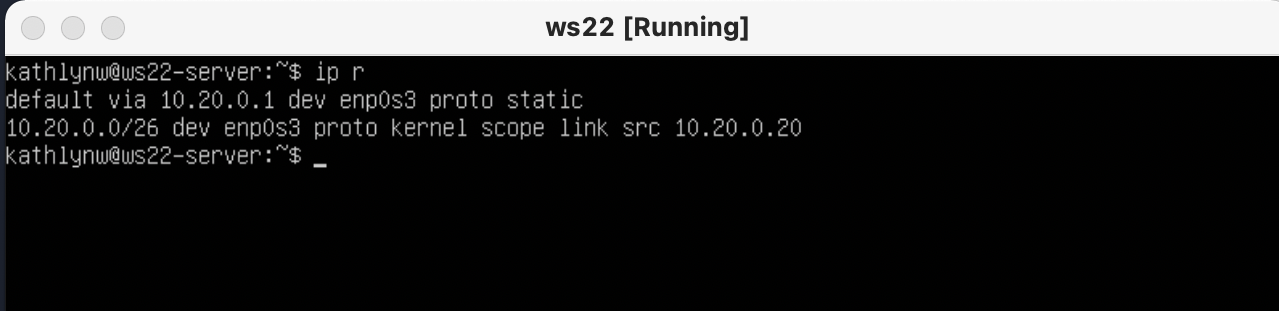 ws22 [Running]
kathlynw@ws22-server:~$ ip r
default via 10.20.0.1 dev enp0s3 proto static
10.20.0.0/26 dev enp0s3 proto kernel scope link src 10.20.0.20
kathlynw@ws22-server:~$ _